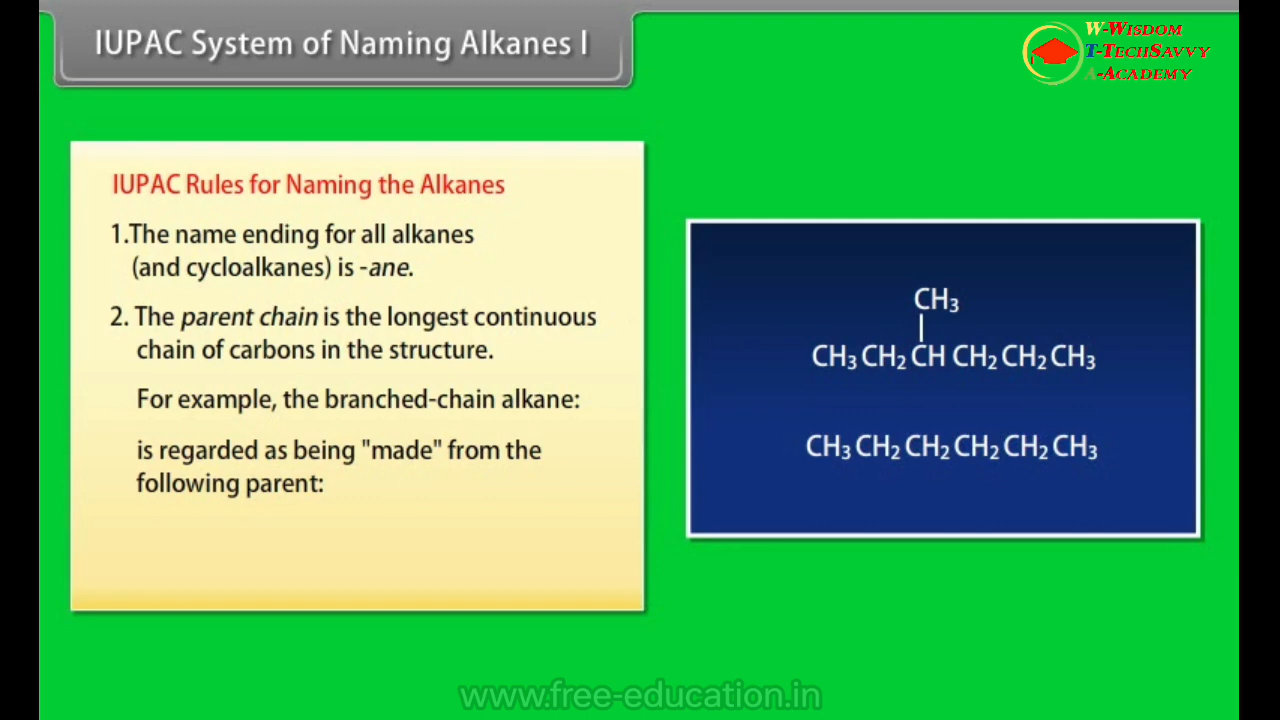 IUPAC System of Naming Alkanes I
W-Wisdom
T-TechSavvy
A-Academy
IUPAC Rules for Naming the Alkanes
1.The name ending for all alkanes
(and cycloalkanes) is -ane.
2. The parent chain is the longest continuous
chain of carbons in the structure.
For example, the branched-chain alkane:
is regarded as being "made" from the
following parent:
CH₃
|
CH₃ CH₂ CH CH₂ CH₂ CH₃
CH₃ CH₂ CH₂ CH₂ CH₂ CH₃
www.free-education.in